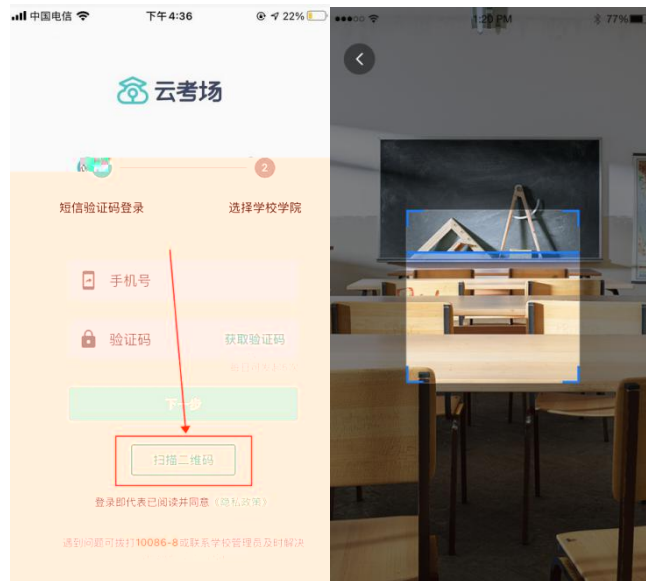 中国电信 下午4:36 22%
云考场
2
短信验证码登录 选择学校学院
手机号
验证码 获取验证码
下一步
扫描二维码
登录即代表已阅读并同意《隐私政策》
遇到问题可拨打10086-8或联系学校管理员及时解决
1:20 PM 77%